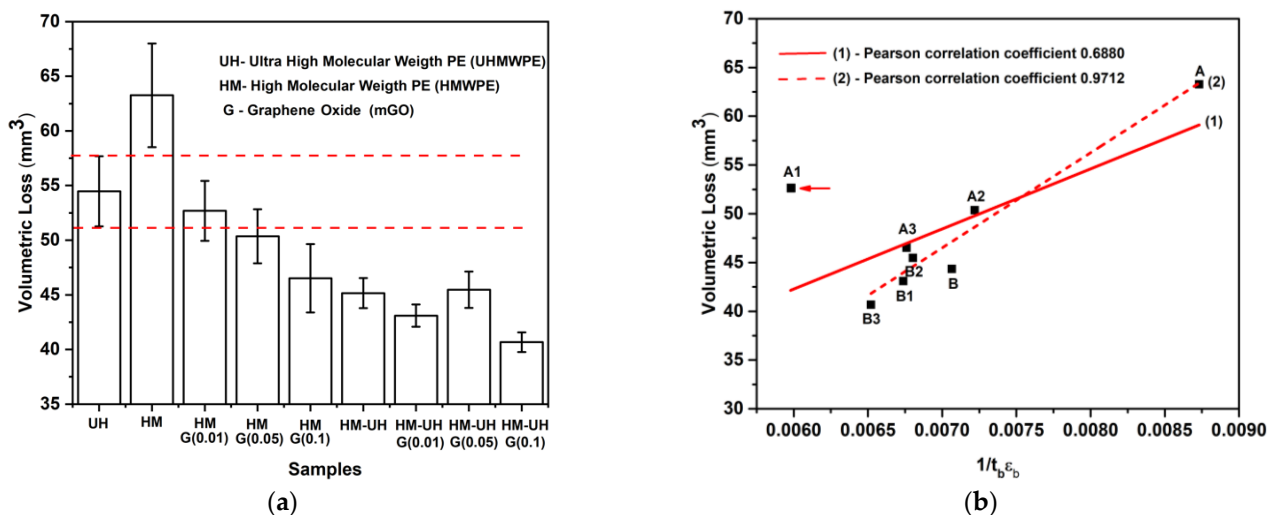 70
65
60
55
50
45
40
35
Volumetric Loss (mm³)
UH- Ultra High Molecular Weigth PE (UHMWPE)
HM- High Molecular Weigth PE (HMWPE)
G - Graphene Oxide (mGO)
UH
HM
HM
G(0.01)
HM
G(0.05)
HM
G(0.1)
HM-UH
HM-UH
G(0.01)
HM-UH
G(0.05)
HM-UH
G(0.1)
Samples
(a)
70
65
60
55
50
45
40
35
30
Volumetric Loss (mm³)
(1) - Pearson correlation coefficient 0.6880
(2) - Pearson correlation coefficient 0.9712
A
(2)
(1)
A1
A2
A3
B2
B
B1
B3
0.0060 0.0065 0.0070 0.0075 0.0080 0.0085 0.0090
1/t_bε_b
(b)